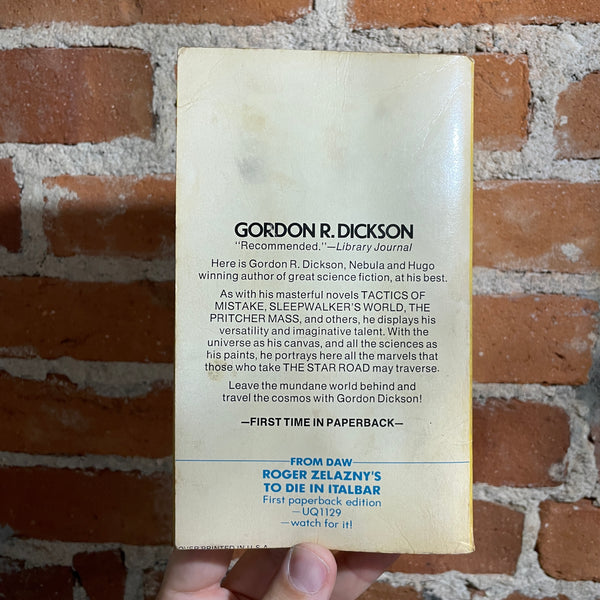 GORDON R. DICKSON
"Recommended."—Library Journal
Here is Gordon R. Dickson, Nebula and Hugo
winning author of great science fiction, at his best.
As with his masterful novels TACTICS OF
MISTAKE, SLEEPWALKER'S WORLD, THE
PRITCHER MASS, and others, he displays his
versatility and imaginative talent. With the
universe as his canvas, and all the sciences as
his paints, he portrays here all the marvels that
those who take THE STAR ROAD may traverse.
Leave the mundane world behind and
travel the cosmos with Gordon Dickson!
—FIRST TIME IN PAPERBACK—
FROM DAW
ROGER ZELAZNY'S
TO DIE IN ITALBAR
First paperback edition
—UQ1129
—watch for it!
PRINTED IN U.S.A.